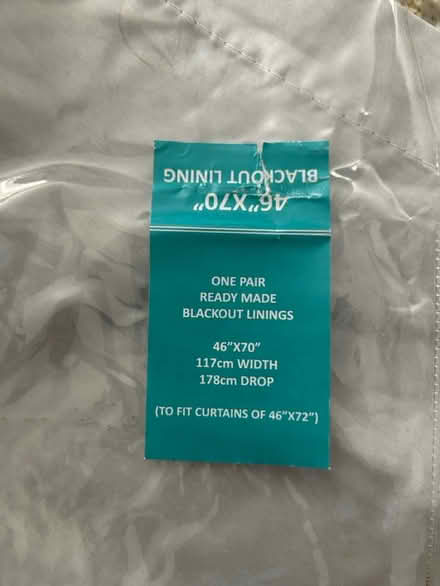 BLACKOUT LINING
46”X70”
ONE PAIR
READY MADE
BLACKOUT LININGS
46”X70”
117cm WIDTH
178cm DROP
(TO FIT CURTAINS OF 46”X72”)